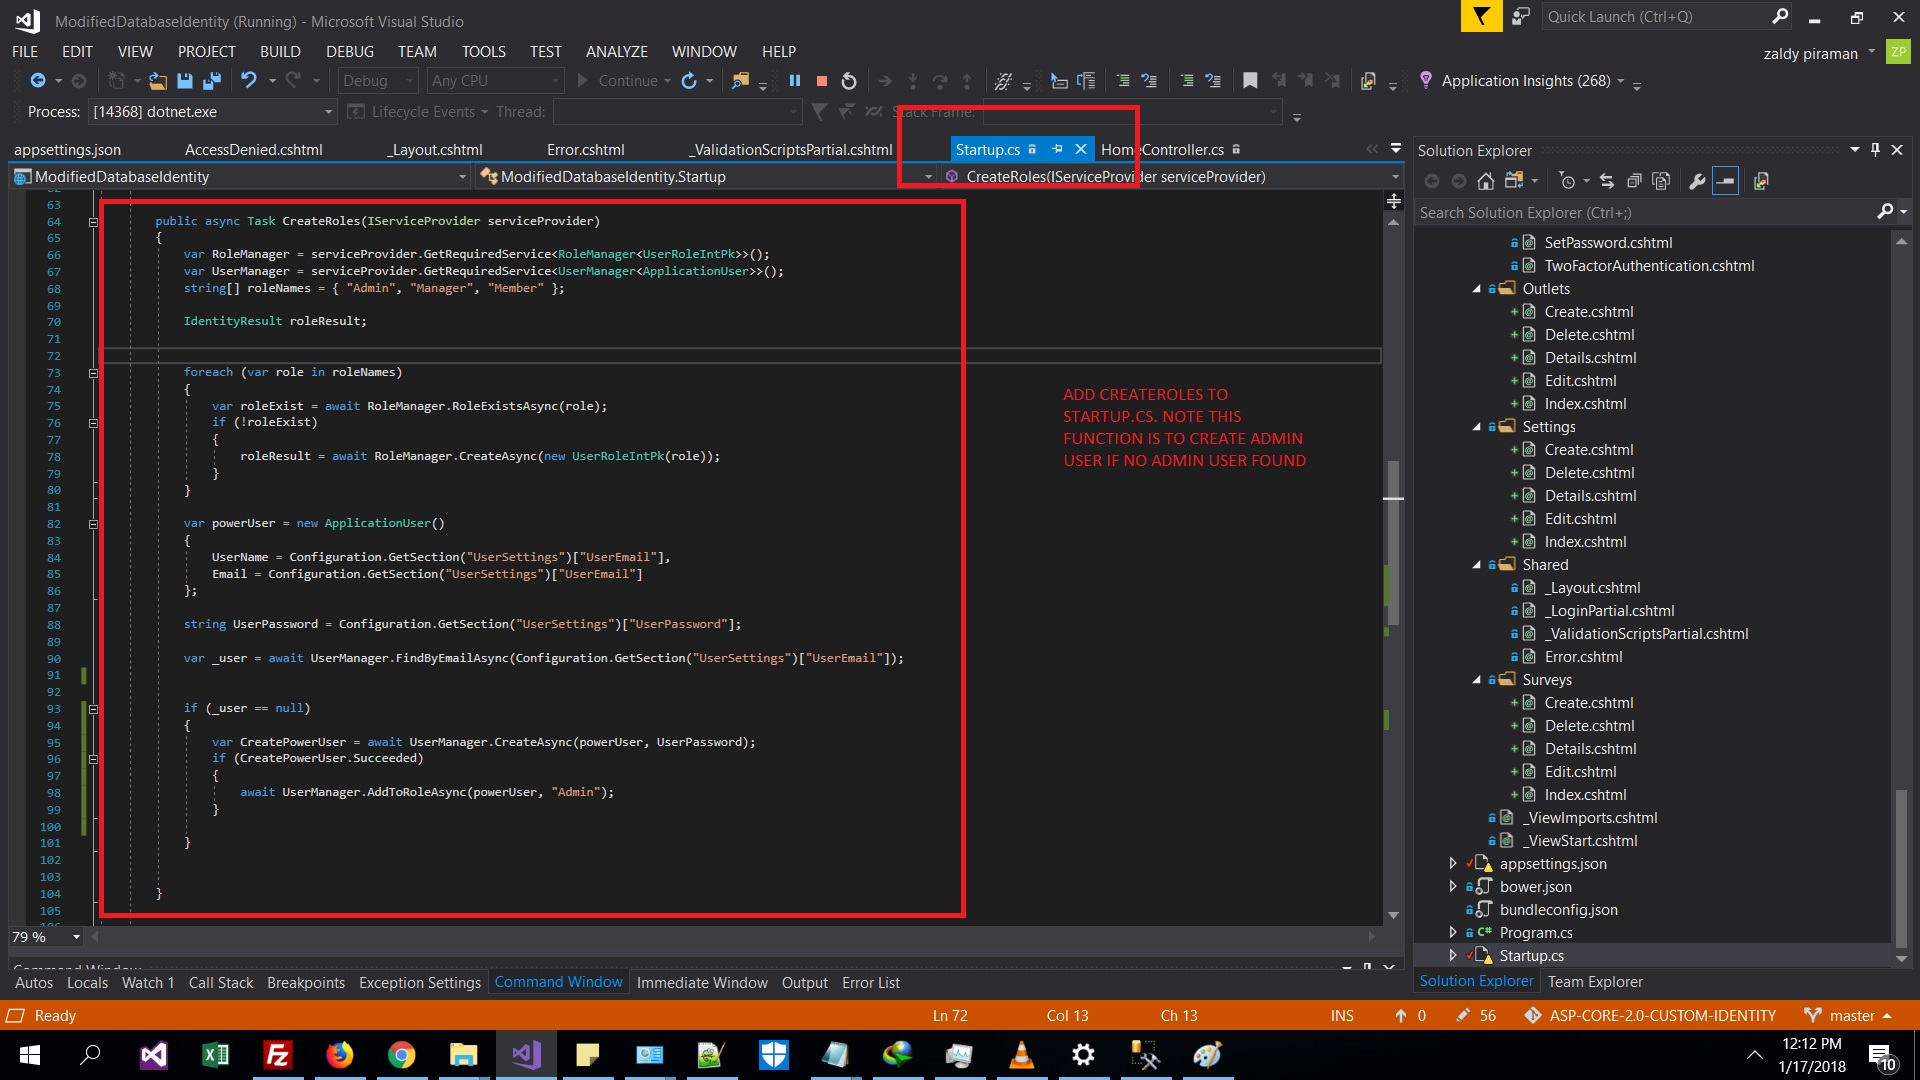 ModifiedDatabaseIdentity (Running) - Microsoft Visual Studio
Quick Launch (Ctrl+Q)
FILE EDIT VIEW PROJECT BUILD DEBUG TEAM TOOLS TEST ANALYZE WINDOW HELP
zaldy piraman ZP
Debug Any CPU Continue Application Insights (268)
Process: [14368] dotnet.exe Lifecycle Events Thread: Stack Frame:
appsettings.json AccessDenied.cshtml _Layout.cshtml Error.cshtml _ValidationScriptsPartial.cshtml Startup.cs HomeController.cs
ModifiedDatabaseIdentity ModifiedDatabaseIdentity.Startup CreateRoles(IServiceProvider serviceProvider)
63
64 public async Task CreateRoles(IServiceProvider serviceProvider)
65 {
66 var RoleManager = serviceProvider.GetRequiredService<RoleManager<UserRoleIntPk>>();
67 var UserManager = serviceProvider.GetRequiredService<UserManager<ApplicationUser>>();
68 string[] roleNames = { "Admin", "Manager", "Member" };
69
70 IdentityResult roleResult;
71
72
73 foreach (var role in roleNames)
74 {
75 var roleExist = await RoleManager.RoleExistsAsync(role);
76 if (!roleExist)
77 {
78 roleResult = await RoleManager.CreateAsync(new UserRoleIntPk(role));
79 }
80 }
81
82 var powerUser = new ApplicationUser()
83 {
84 UserName = Configuration.GetSection("UserSettings")["UserEmail"],
85 Email = Configuration.GetSection("UserSettings")["UserEmail"]
86 };
87
88 string UserPassword = Configuration.GetSection("UserSettings")["UserPassword"];
89
90 var _user = await UserManager.FindByEmailAsync(Configuration.GetSection("UserSettings")["UserEmail"]);
91
92
93 if (_user == null)
94 {
95 var CreatePowerUser = await UserManager.CreateAsync(powerUser, UserPassword);
96 if (CreatePowerUser.Succeeded)
97 {
98 await UserManager.AddToRoleAsync(powerUser, "Admin");
99 }
100
101 }
102
103
104 }
105
ADD CREATEROLES TO
STARTUP.CS. NOTE THIS
FUNCTION IS TO CREATE ADMIN
USER IF NO ADMIN USER FOUND
79 %
Command Window
Autos Locals Watch 1 Call Stack Breakpoints Exception Settings Command Window Immediate Window Output Error List
Solution Explorer
Search Solution Explorer (Ctrl+;)
SetPassword.cshtml
TwoFactorAuthentication.cshtml
Outlets
Create.cshtml
Delete.cshtml
Details.cshtml
Edit.cshtml
Index.cshtml
Settings
Create.cshtml
Delete.cshtml
Details.cshtml
Edit.cshtml
Index.cshtml
Shared
_Layout.cshtml
_LoginPartial.cshtml
_ValidationScriptsPartial.cshtml
Error.cshtml
Surveys
Create.cshtml
Delete.cshtml
Details.cshtml
Edit.cshtml
Index.cshtml
_ViewImports.cshtml
_ViewStart.cshtml
appsettings.json
bower.json
bundleconfig.json
C# Program.cs
Startup.cs
Solution Explorer Team Explorer
Ready Ln 72 Col 13 Ch 13 INS 0 56 ASP-CORE-2.0-CUSTOM-IDENTITY master
12:12 PM
1/17/2018
10